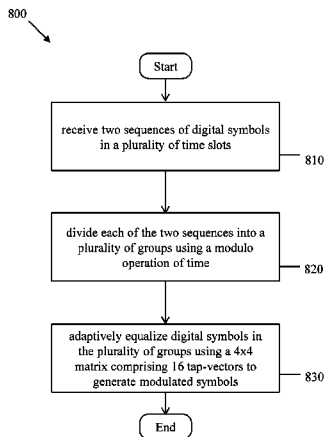 800
Start
receive two sequences of digital symbols
in a plurality of time slots
810
divide each of the two sequences into a
plurality of groups using a modulo
operation of time
820
adaptively equalize digital symbols in
the plurality of groups using a 4x4
matrix comprising 16 tap-vectors to
generate modulated symbols
830
End